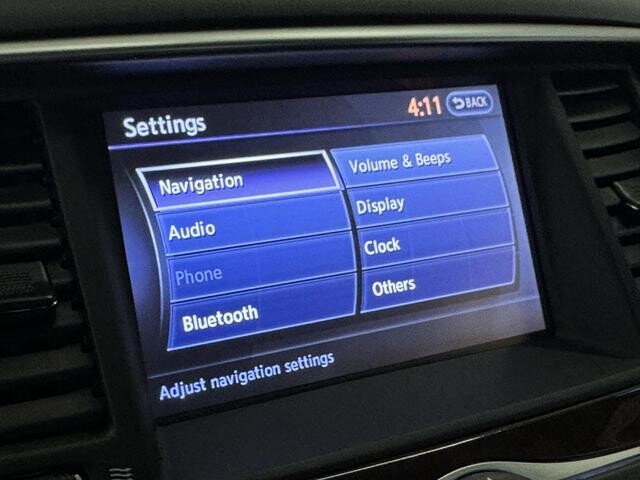 Settings
4:11
BACK
Navigation
Audio
Phone
Bluetooth
Volume & Beeps
Display
Clock
Others
Adjust navigation settings